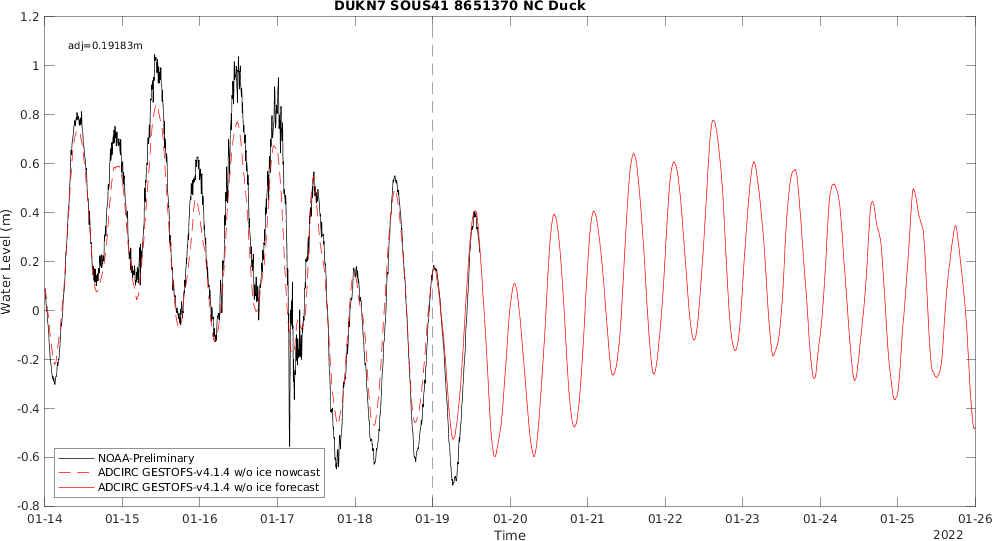 DUKN7 SOUS41 8651370 NC Duck
adj=0.19183m
1.2
1
0.8
0.6
0.4
0.2
0
-0.2
-0.4
-0.6
-0.8
Water Level (m)
NOAA-Preliminary
ADCIRC GESTOFS-v4.1.4 w/o ice nowcast
ADCIRC GESTOFS-v4.1.4 w/o ice forecast
01-14 01-15 01-16 01-17 01-18 01-19 01-20 01-21 01-22 01-23 01-24 01-25 01-26
Time
2022